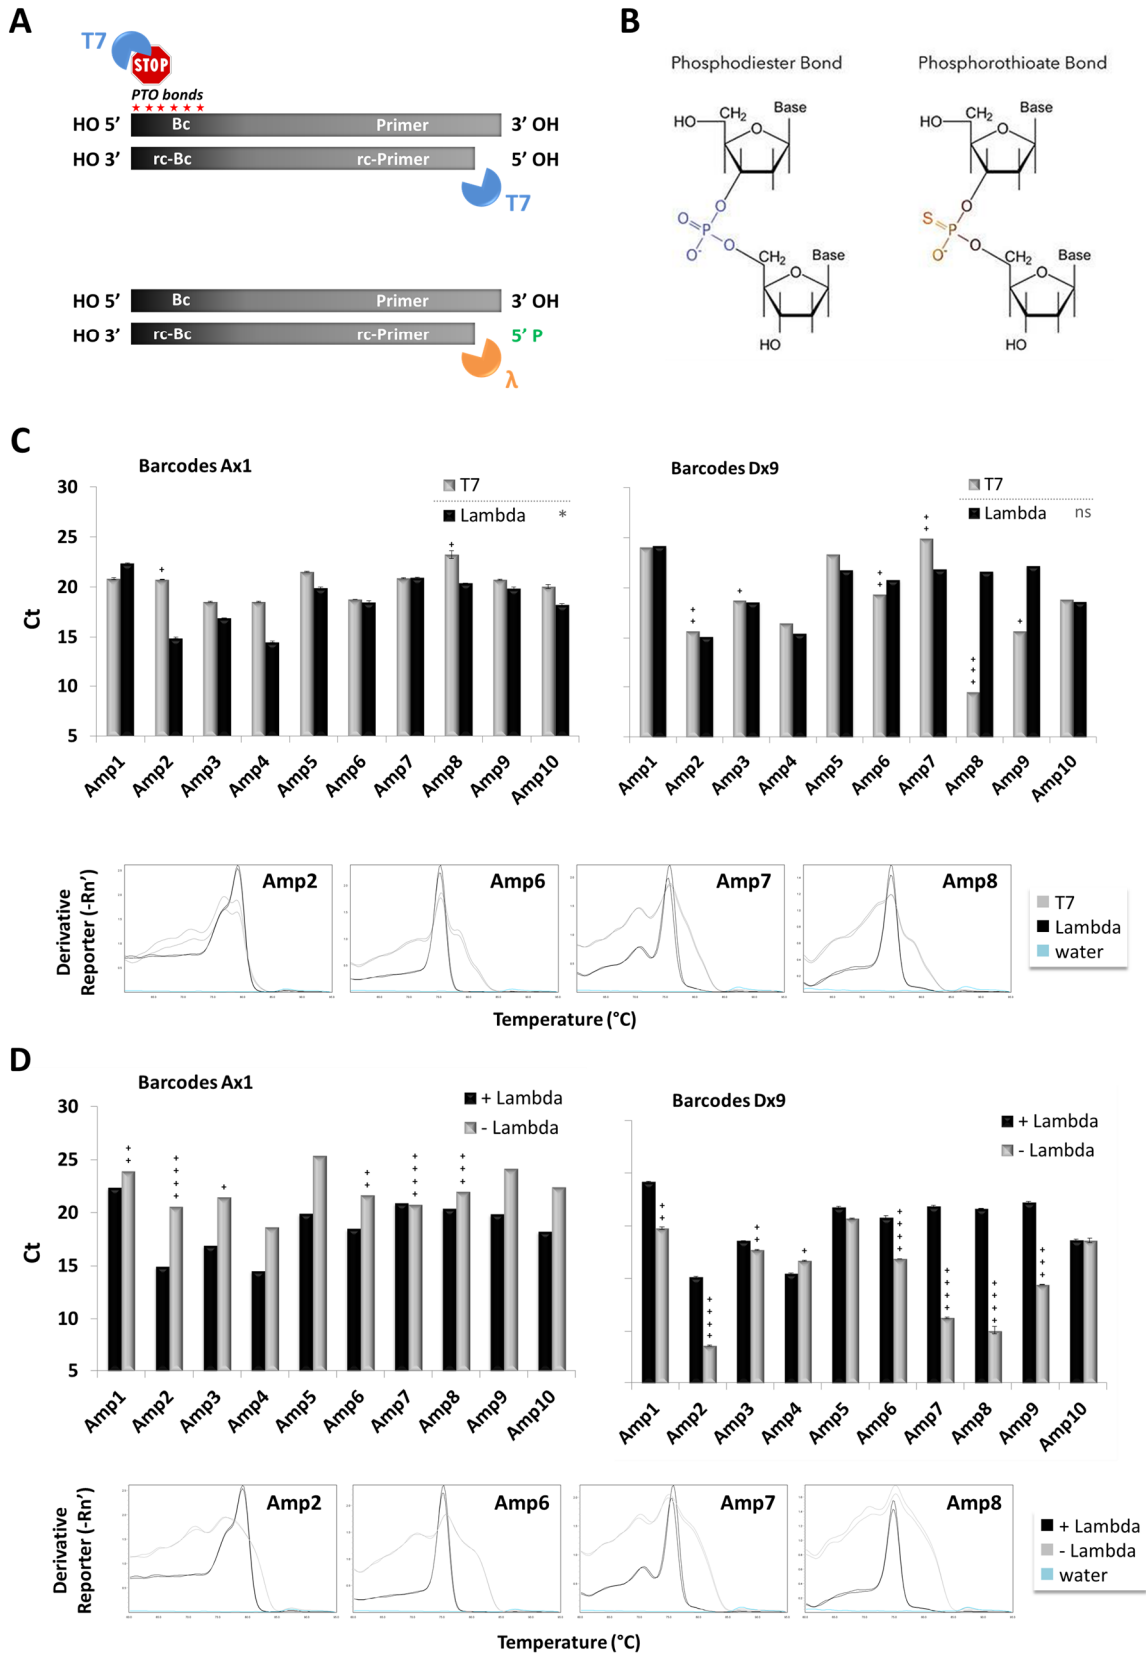 A
T7
STOP
PTO bonds
★★★★★★
HO 5’ Bc Primer 3’ OH
HO 3’ rc-Bc rc-Primer 5’ OH
T7
HO 5’ Bc Primer 3’ OH
HO 3’ rc-Bc rc-Primer 5’ P
λ
B
Phosphodiester Bond
Phosphorothioate Bond
HO CH2 O Base
O
O=P
O-
O
CH2 O Base
HO
HO CH2 O Base
O
S=P
O-
O
CH2 O Base
HO
C
Barcodes Ax1
T7
Lambda *
Ct
30
25
20
15
10
5
+
+
Amp1 Amp2 Amp3 Amp4 Amp5 Amp6 Amp7 Amp8 Amp9 Amp10
Barcodes Dx9
T7
Lambda ns
++
+
++
++
+++
+
Amp1 Amp2 Amp3 Amp4 Amp5 Amp6 Amp7 Amp8 Amp9 Amp10
Derivative
Reporter (-Rn’)
Amp2
Amp6
Amp7
Amp8
T7
Lambda
water
Temperature (°C)
D
Barcodes Ax1
+ Lambda
- Lambda
Ct
30
25
20
15
10
5
++
++++
+
++
++++
+++
Amp1 Amp2 Amp3 Amp4 Amp5 Amp6 Amp7 Amp8 Amp9 Amp10
Barcodes Dx9
+ Lambda
- Lambda
++
++++
++
+
++++
++++
++++
+++
Amp1 Amp2 Amp3 Amp4 Amp5 Amp6 Amp7 Amp8 Amp9 Amp10
Derivative
Reporter (-Rn’)
Amp2
Amp6
Amp7
Amp8
+ Lambda
- Lambda
water
Temperature (°C)